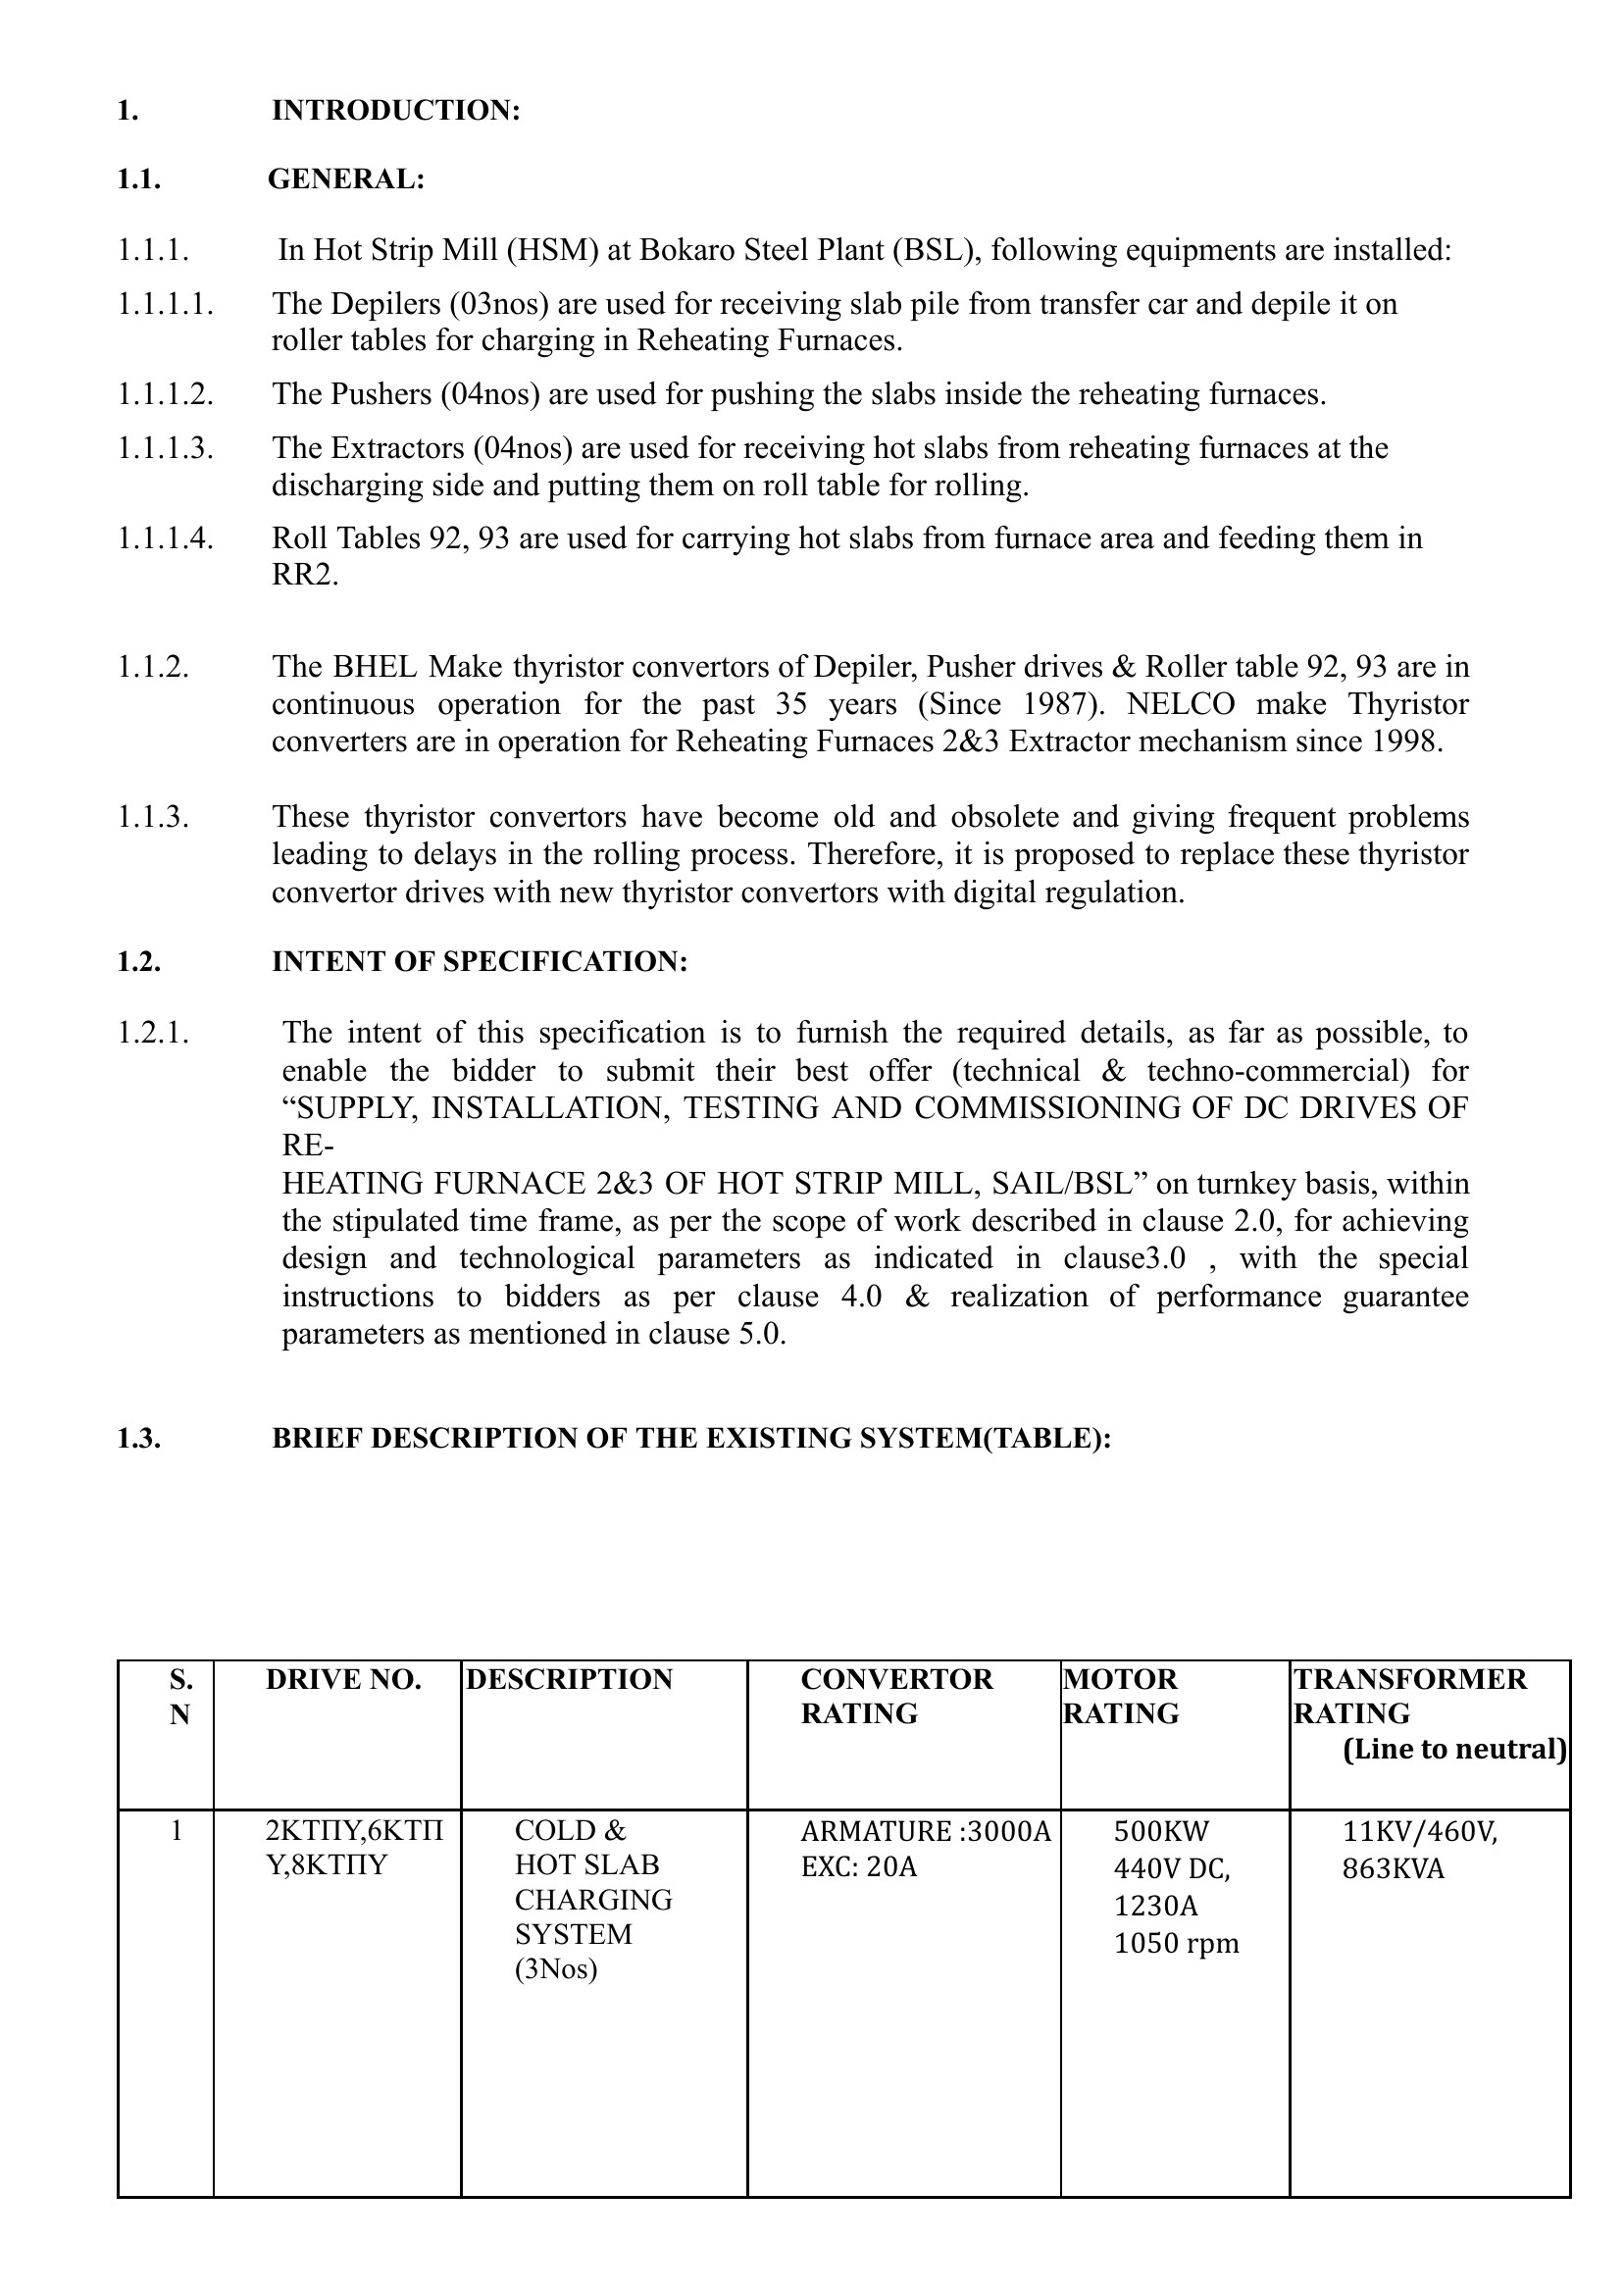 1. INTRODUCTION:
1.1. GENERAL:
1.1.1. In Hot Strip Mill (HSM) at Bokaro Steel Plant (BSL), following equipments are installed:
1.1.1.1. The Depilers (03nos) are used for receiving slab pile from transfer car and depile it on
roller tables for charging in Reheating Furnaces.
1.1.1.2. The Pushers (04nos) are used for pushing the slabs inside the reheating furnaces.
1.1.1.3. The Extractors (04nos) are used for receiving hot slabs from reheating furnaces at the
discharging side and putting them on roll table for rolling.
1.1.1.4. Roll Tables 92, 93 are used for carrying hot slabs from furnace area and feeding them in
RR2.
1.1.2. The BHEL Make thyristor convertors of Depiler, Pusher drives & Roller table 92, 93 are in
continuous operation for the past 35 years (Since 1987). NELCO make Thyristor
converters are in operation for Reheating Furnaces 2&3 Extractor mechanism since 1998.
1.1.3. These thyristor convertors have become old and obsolete and giving frequent problems
leading to delays in the rolling process. Therefore, it is proposed to replace these thyristor
convertor drives with new thyristor convertors with digital regulation.
1.2. INTENT OF SPECIFICATION:
1.2.1. The intent of this specification is to furnish the required details, as far as possible, to
enable the bidder to submit their best offer (technical & techno-commercial) for
“SUPPLY, INSTALLATION, TESTING AND COMMISSIONING OF DC DRIVES OF
RE-
HEATING FURNACE 2&3 OF HOT STRIP MILL, SAIL/BSL” on turnkey basis, within
the stipulated time frame, as per the scope of work described in clause 2.0, for achieving
design and technological parameters as indicated in clause3.0 , with the special
instructions to bidders as per clause 4.0 & realization of performance guarantee
parameters as mentioned in clause 5.0.
1.3. BRIEF DESCRIPTION OF THE EXISTING SYSTEM(TABLE):
S.
N
DRIVE NO.
DESCRIPTION
CONVERTOR
RATING
MOTOR
RATING
TRANSFORMER
RATING
(Line to neutral)
1
2КТПУ,6КТП
У,8КТПУ
COLD &
HOT SLAB
CHARGING
SYSTEM
(3Nos)
ARMATURE :3000A
EXC: 20A
500KW
440V DC,
1230A
1050 rpm
11KV/460V,
863KVA